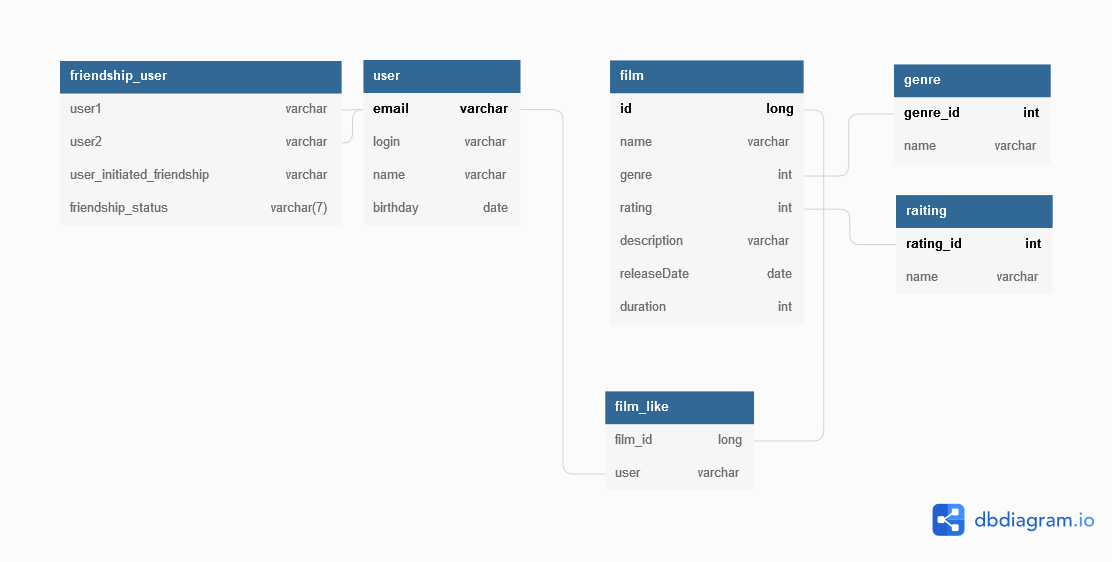 friendship_user
user1 varchar
user2 varchar
user_initiated_friendship varchar
friendship_status varchar(7)
user
email varchar
login varchar
name varchar
birthday date
film
id long
name varchar
genre int
rating int
description varchar
releaseDate date
duration int
genre
genre_id int
name varchar
raiting
rating_id int
name varchar
film_like
film_id long
user varchar
dbdiagram.io